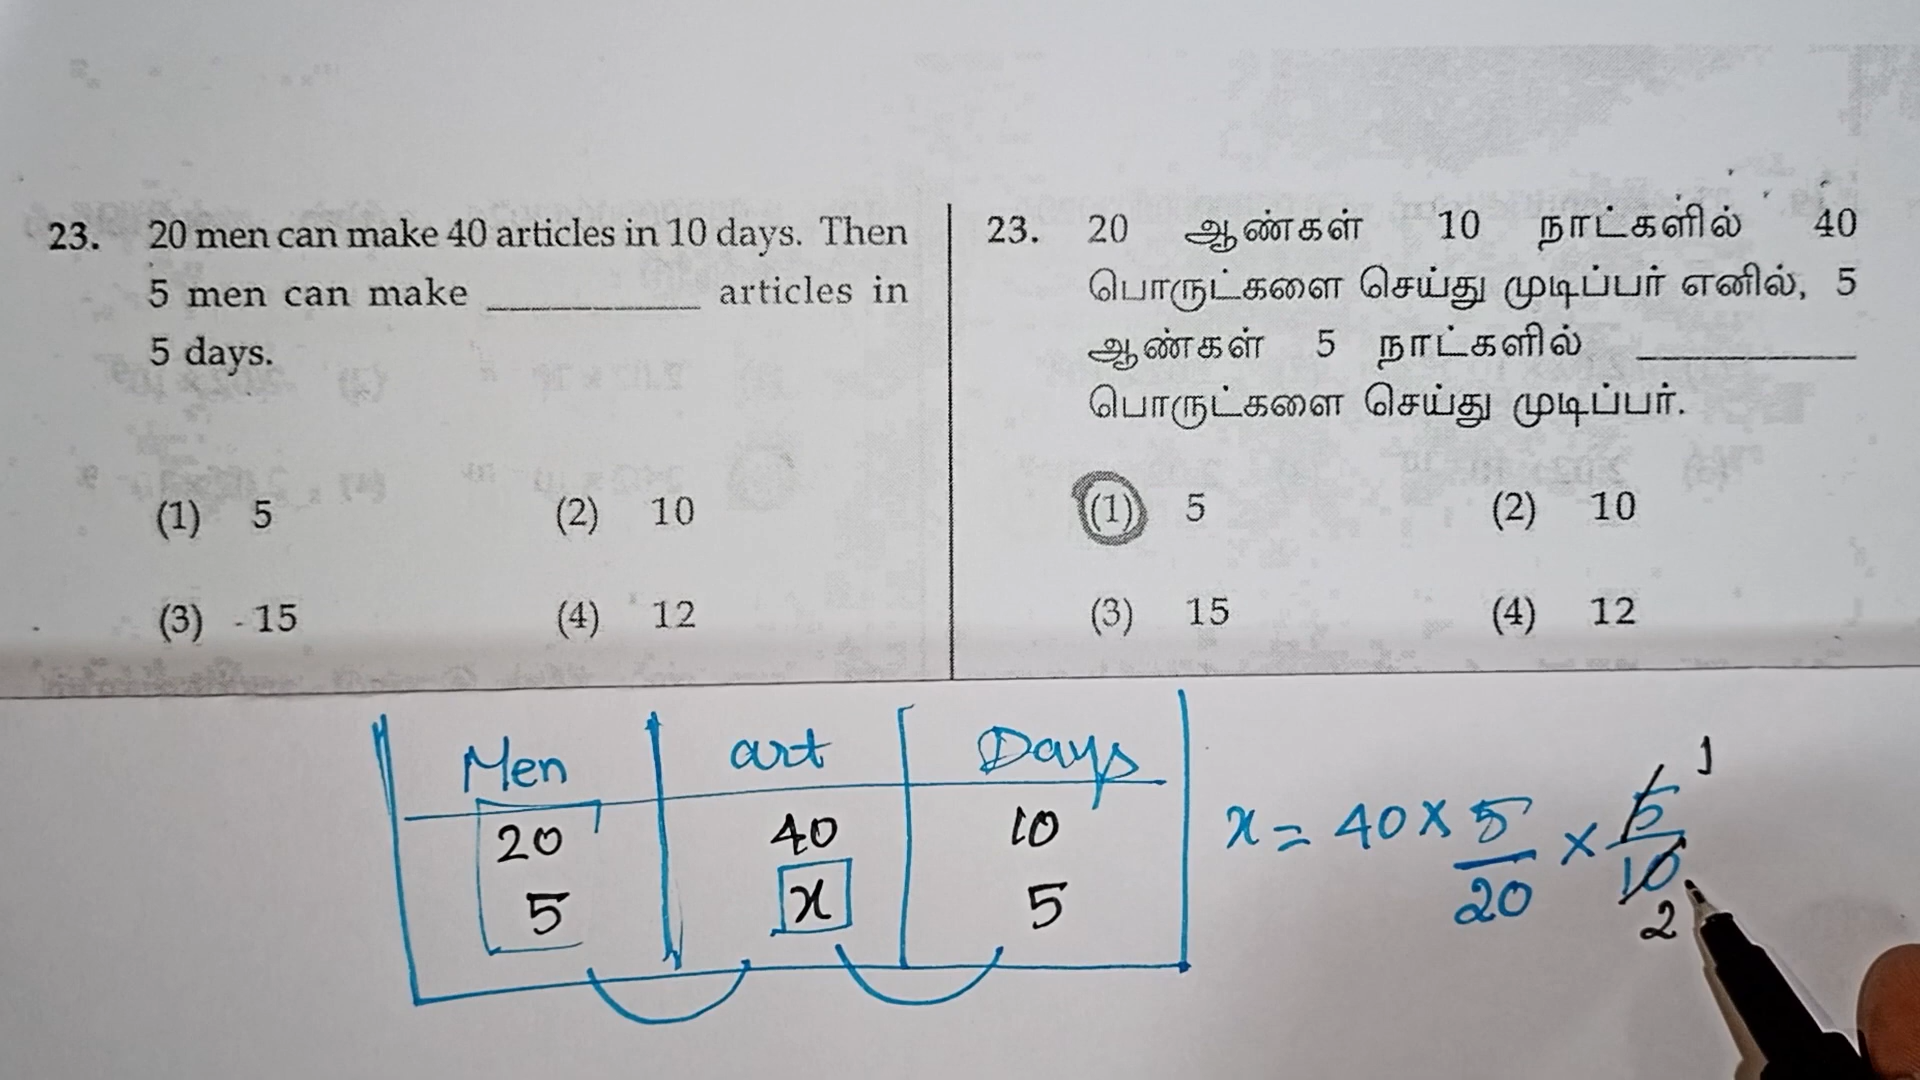 23. 20 men can make 40 articles in 10 days. Then
5 men can make __________ articles in
5 days.
(1) 5 (2) 10
(3) 15 (4) 12
23. 20 ஆண்கள் 10 நாட்களில் 40
பொருட்களை செய்து முடிப்பர் எனில், 5
ஆண்கள் 5 நாட்களில் __________
பொருட்களை செய்து முடிப்பர்.
(1) 5 (2) 10
(3) 15 (4) 12
Men art Days
20 40 10
5 x 5
x = 40 × 5/20 × 5/10 1 2